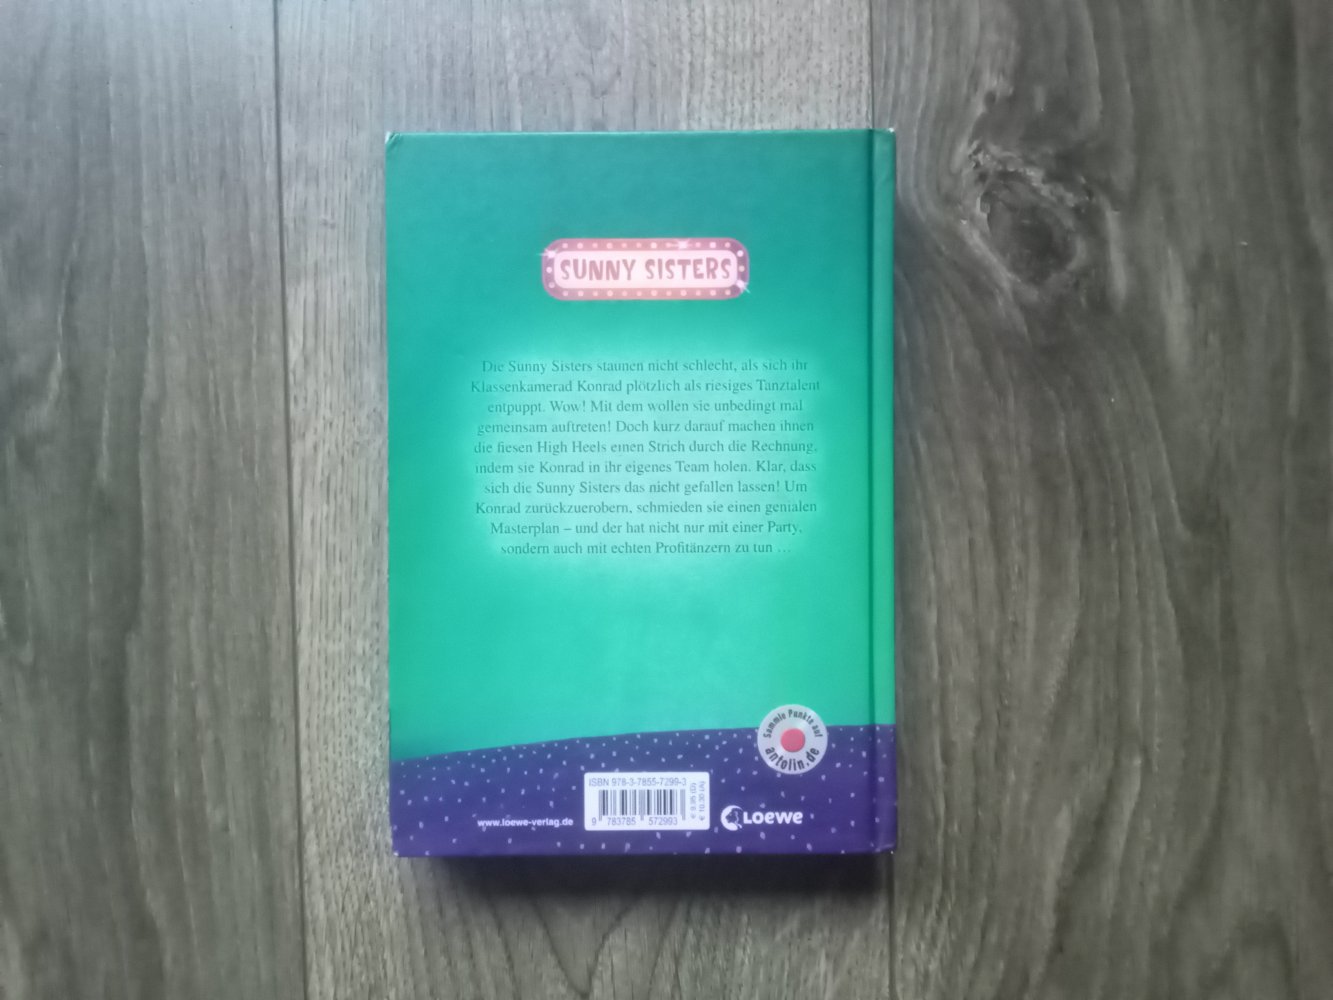 SUNNY SISTERS
Die Sunny Sisters staunen nicht schlecht, als sich ihr
Klassenkamerad Konrad plötzlich als riesiges Tanztalent
entpuppt. Wow! Mit dem wollen sie unbedingt mal
gemeinsam auftreten! Doch kurz darauf machen ihnen
die fiesen High Heels einen Strich durch die Rechnung,
indem sie Konrad in ihr eigenes Team holen. Klar, dass
sich die Sunny Sisters das nicht gefallen lassen! Um
Konrad zurückzuerobern, schmieden sie einen genialen
Masterplan – und der hat nicht nur mit einer Party,
sondern auch mit echten Profitänzern zu tun …
Sammle Punkte auf
antolin.de
ISBN 978-3-7855-7299-3
9 783785 572993
€ 9.95 (D)
€ 10.30 (A)
www.loewe-verlag.de
Loewe